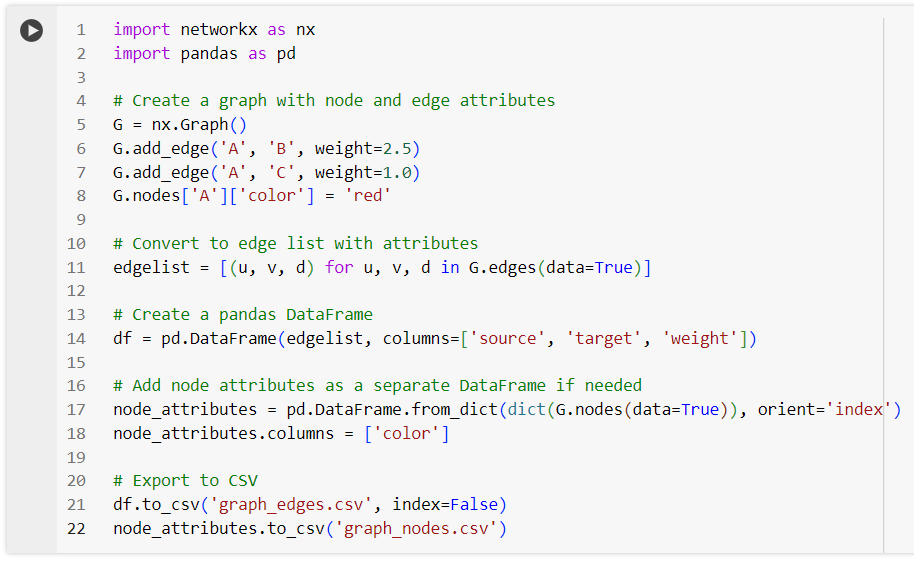 1 import networkx as nx
2 import pandas as pd
3
4 # Create a graph with node and edge attributes
5 G = nx.Graph()
6 G.add_edge('A', 'B', weight=2.5)
7 G.add_edge('A', 'C', weight=1.0)
8 G.nodes['A']['color'] = 'red'
9
10 # Convert to edge list with attributes
11 edgelist = [(u, v, d) for u, v, d in G.edges(data=True)]
12
13 # Create a pandas DataFrame
14 df = pd.DataFrame(edgelist, columns=['source', 'target', 'weight'])
15
16 # Add node attributes as a separate DataFrame if needed
17 node_attributes = pd.DataFrame.from_dict(dict(G.nodes(data=True)), orient='index')
18 node_attributes.columns = ['color']
19
20 # Export to CSV
21 df.to_csv('graph_edges.csv', index=False)
22 node_attributes.to_csv('graph_nodes.csv')